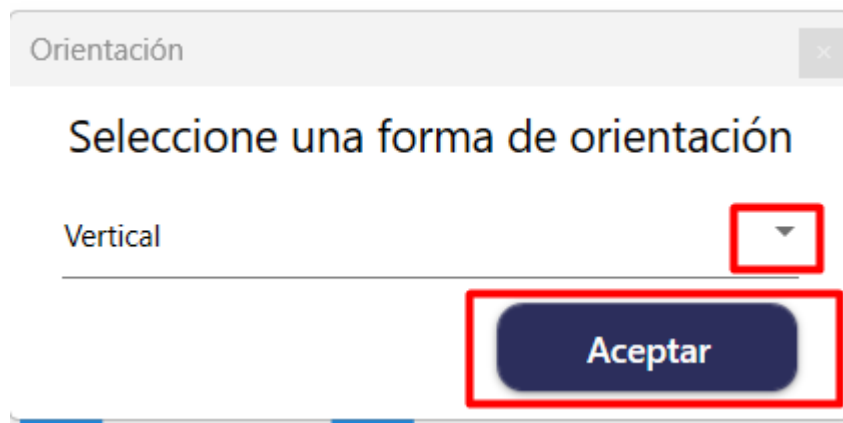 Orientación
Seleccione una forma de orientación
Vertical
Aceptar